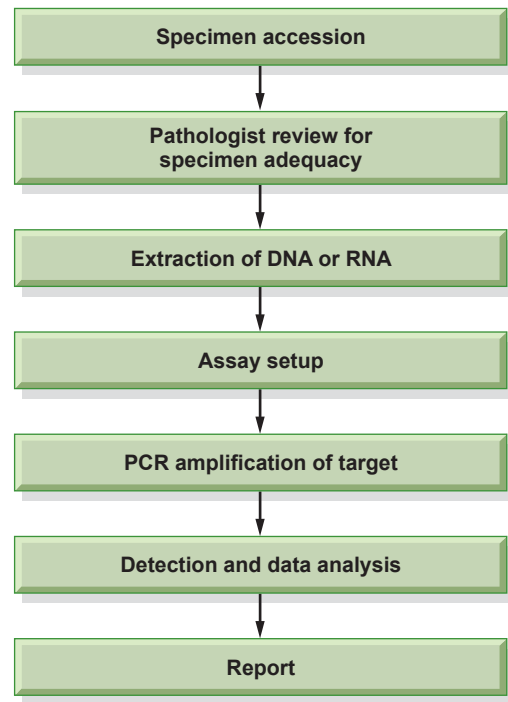 Specimen accession
Pathologist review for
specimen adequacy
Extraction of DNA or RNA
Assay setup
PCR amplification of target
Detection and data analysis
Report